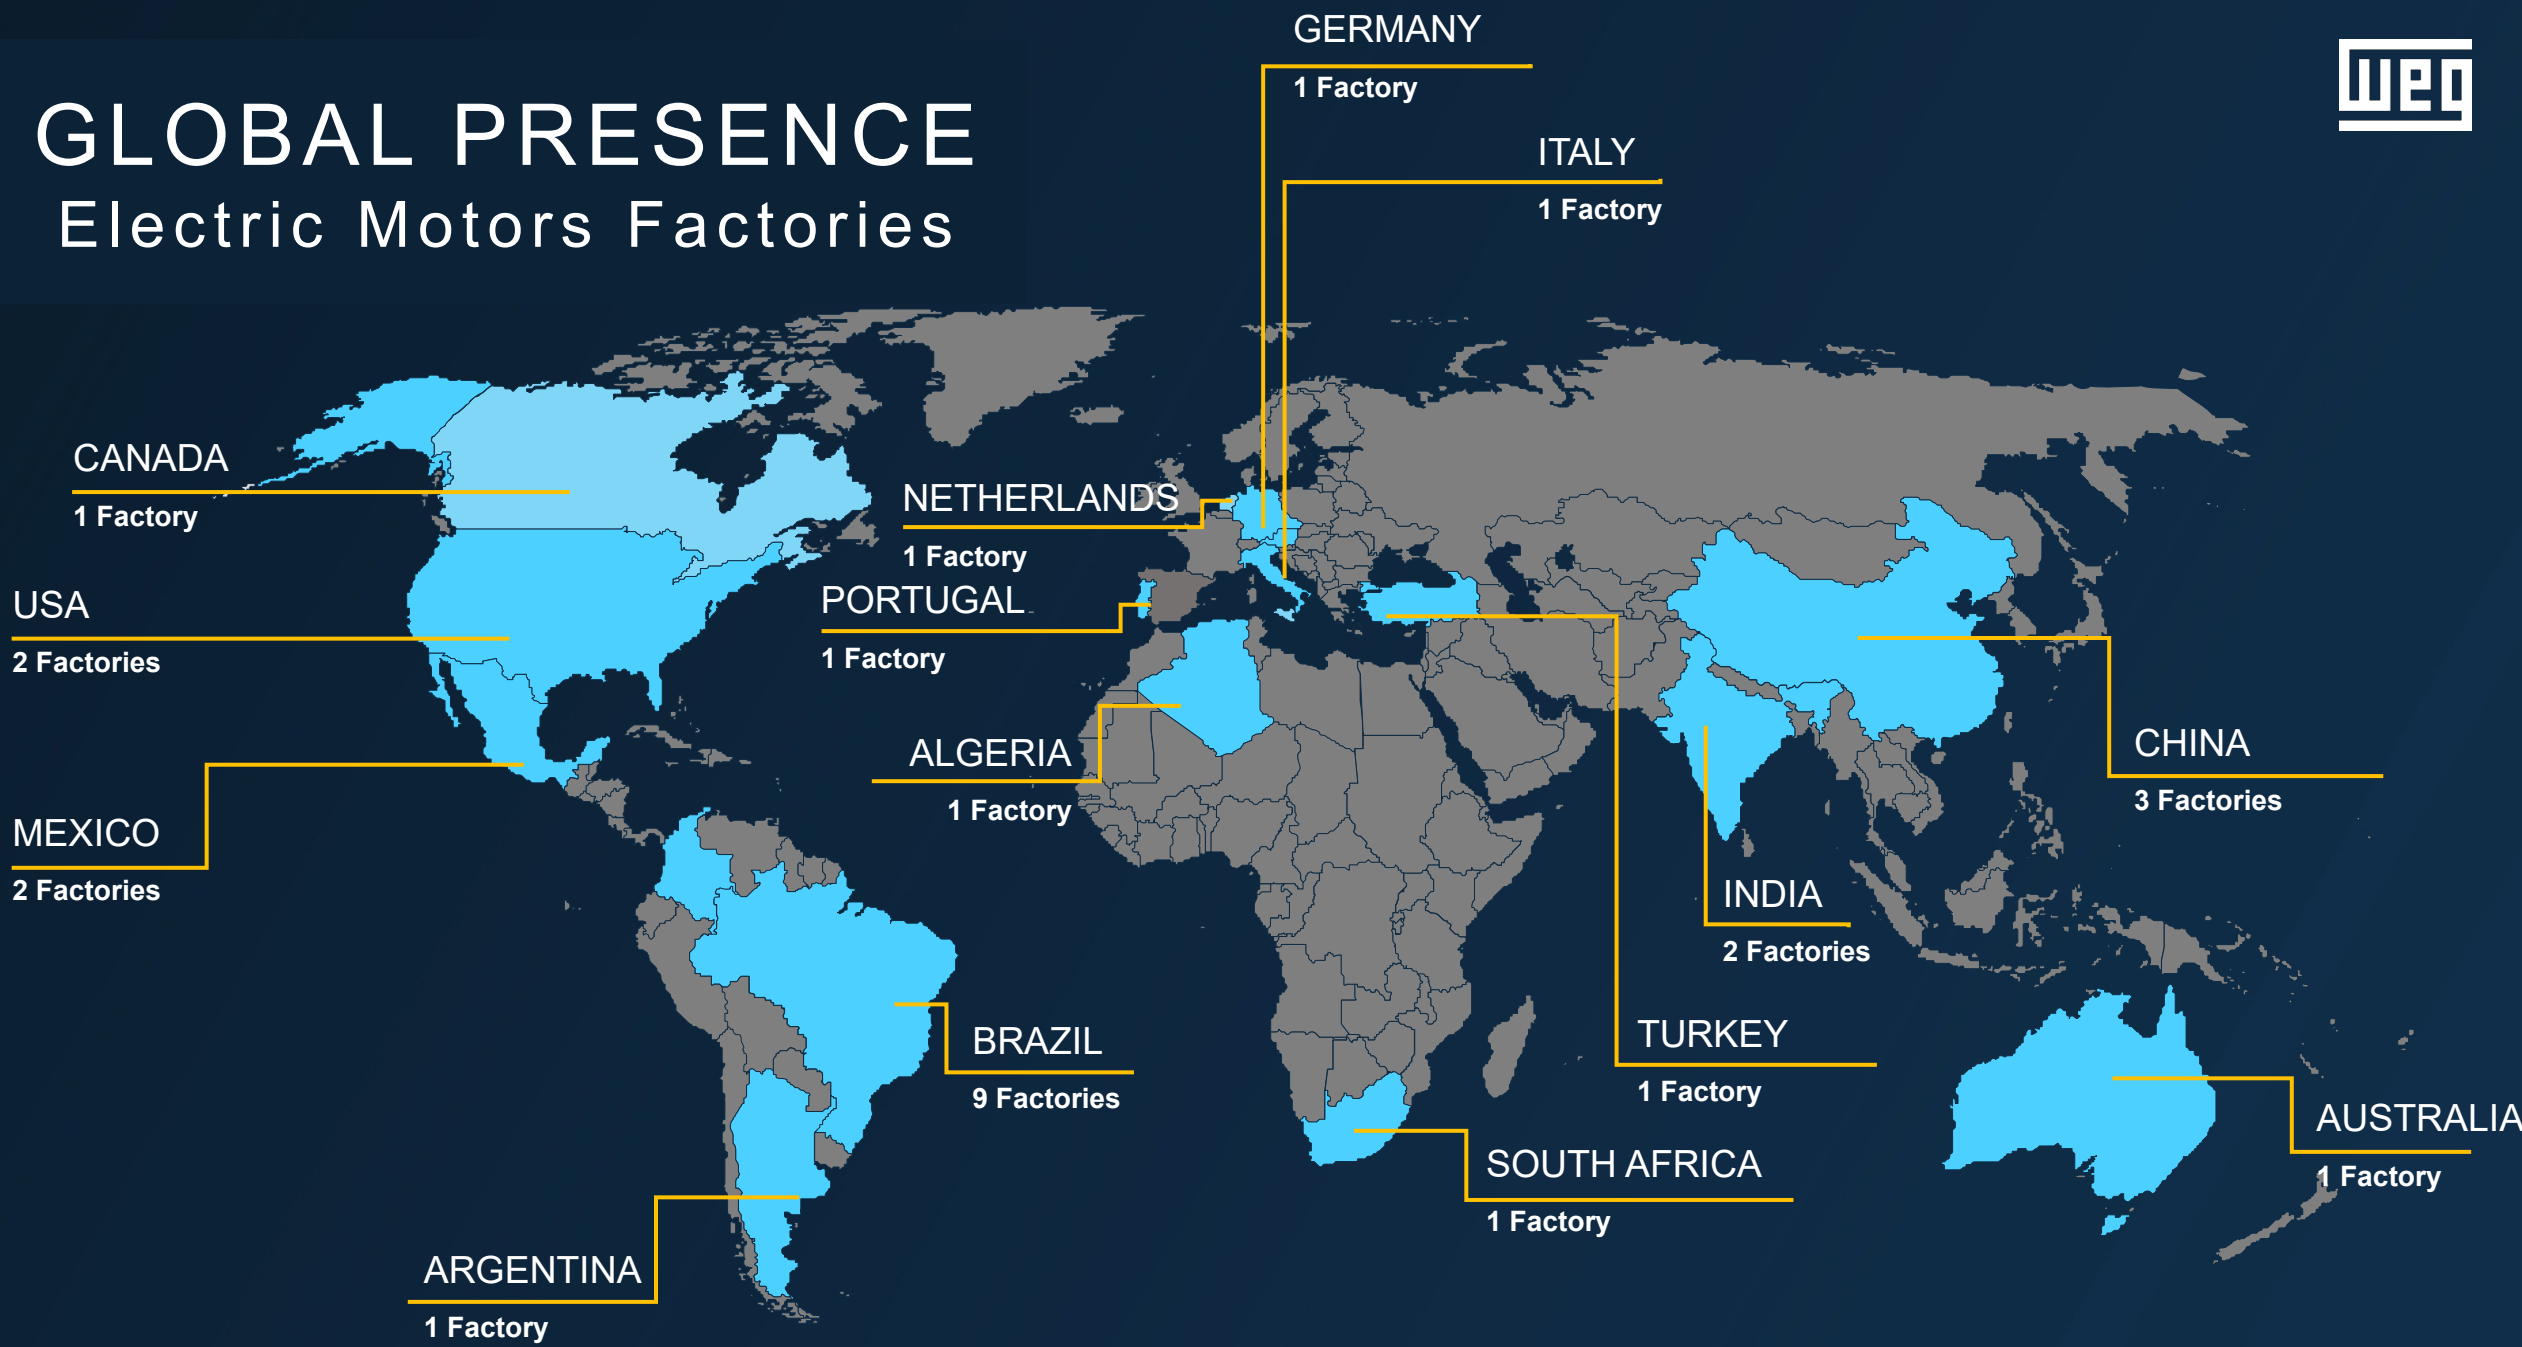 GLOBAL PRESENCE
Electric Motors Factories
weg
GERMANY
1 Factory
ITALY
1 Factory
CANADA
1 Factory
NETHERLANDS
1 Factory
USA
2 Factories
PORTUGAL
1 Factory
ALGERIA
1 Factory
MEXICO
2 Factories
CHINA
3 Factories
INDIA
2 Factories
BRAZIL
9 Factories
TURKEY
1 Factory
AUSTRALIA
1 Factory
SOUTH AFRICA
1 Factory
ARGENTINA
1 Factory